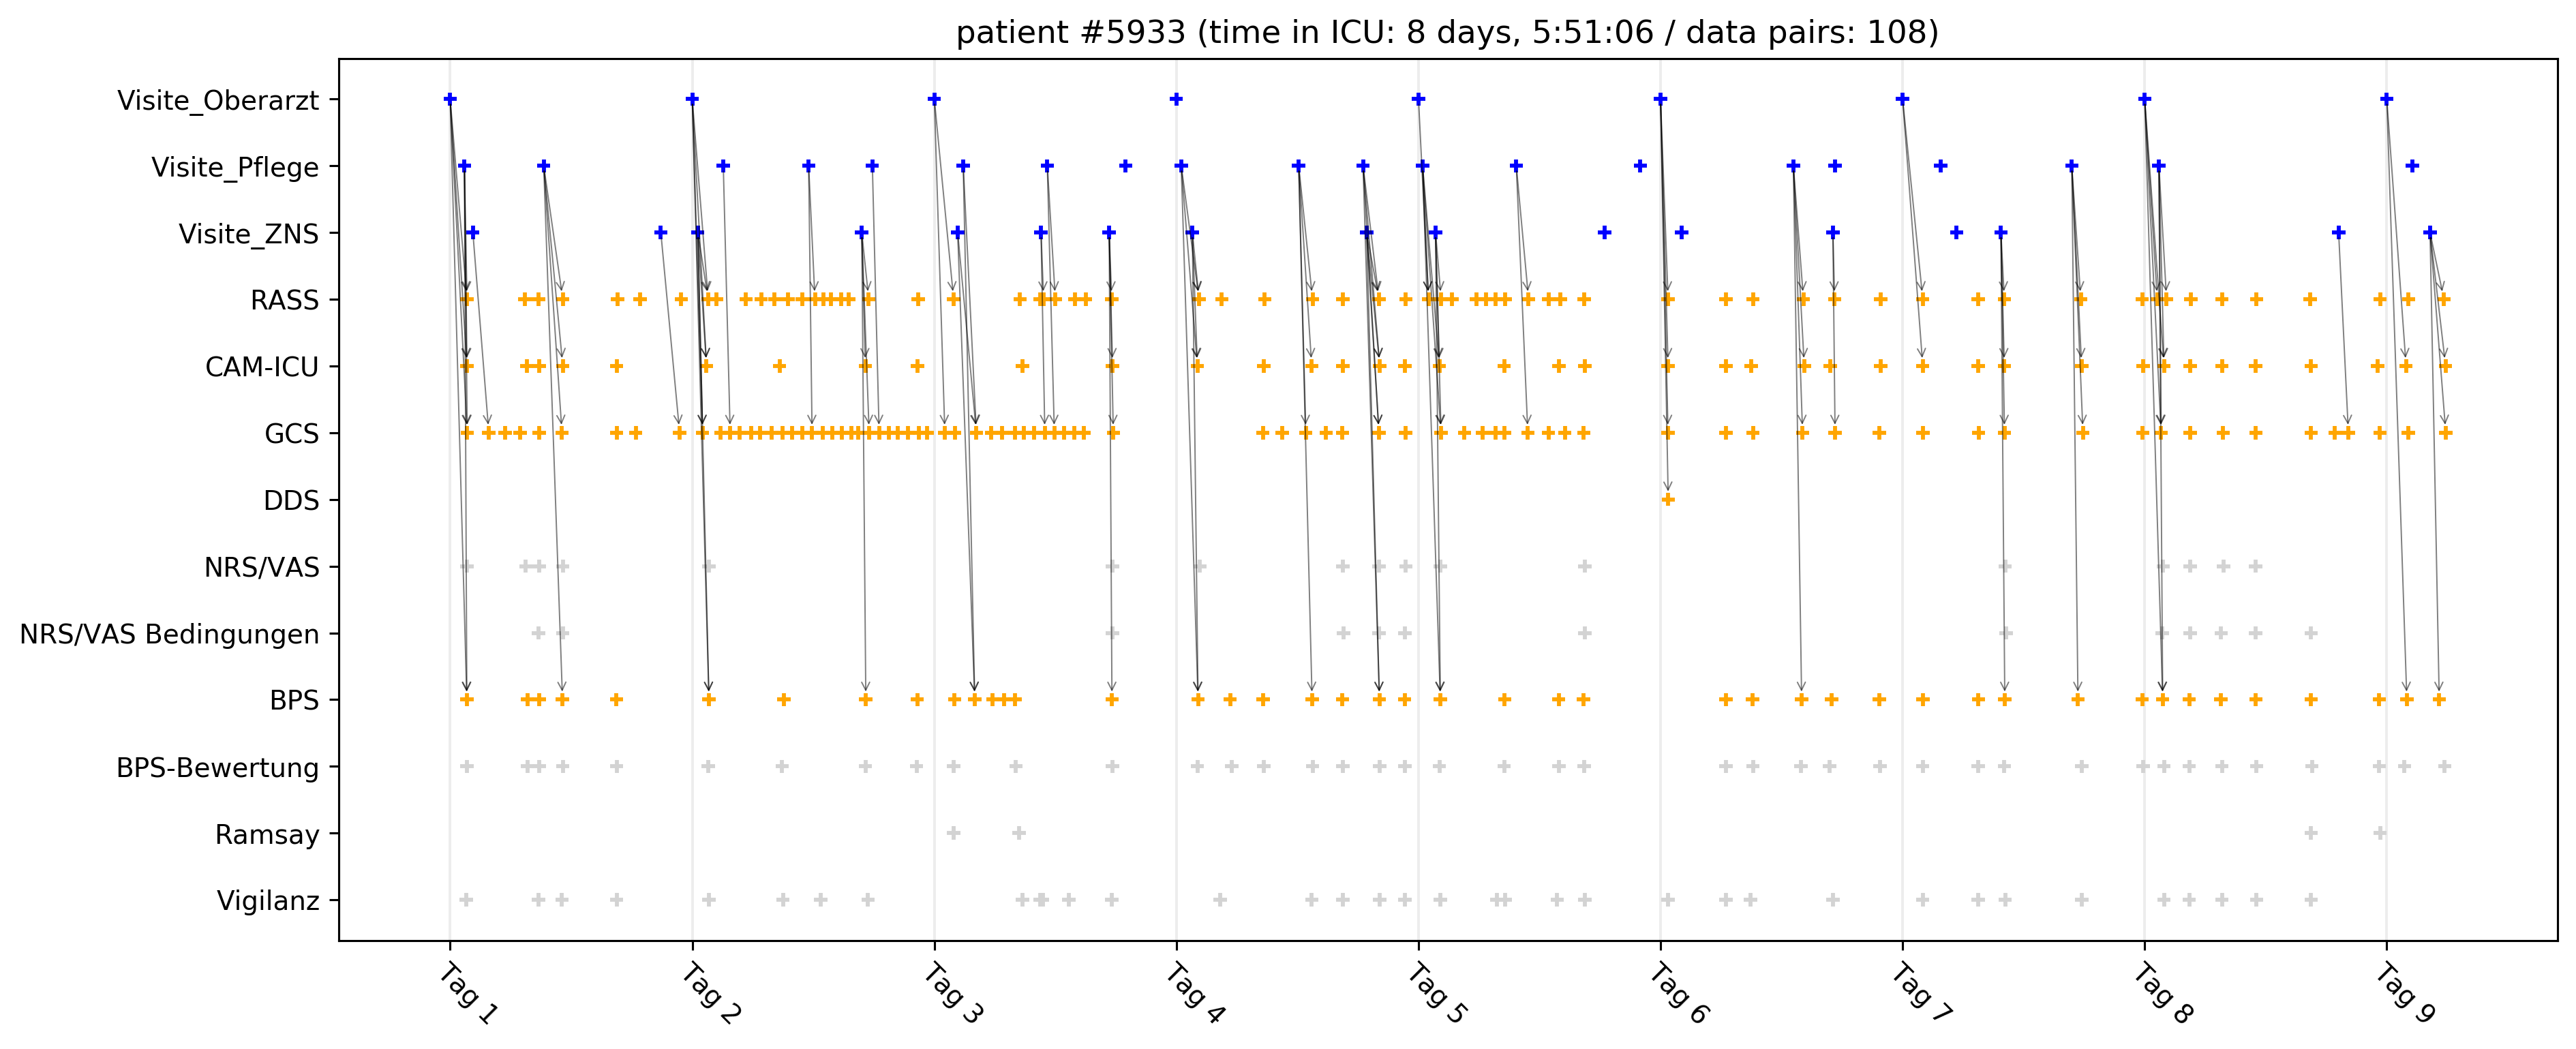 patient #5933 (time in ICU: 8 days, 5:51:06 / data pairs: 108)
Visite_Oberarzt
Visite_Pflege
Visite_ZNS
RASS
CAM-ICU
GCS
DDS
NRS/VAS
NRS/VAS Bedingungen
BPS
BPS-Bewertung
Ramsay
Vigilanz
Tag 1
Tag 2
Tag 3
Tag 4
Tag 5
Tag 6
Tag 7
Tag 8
Tag 9